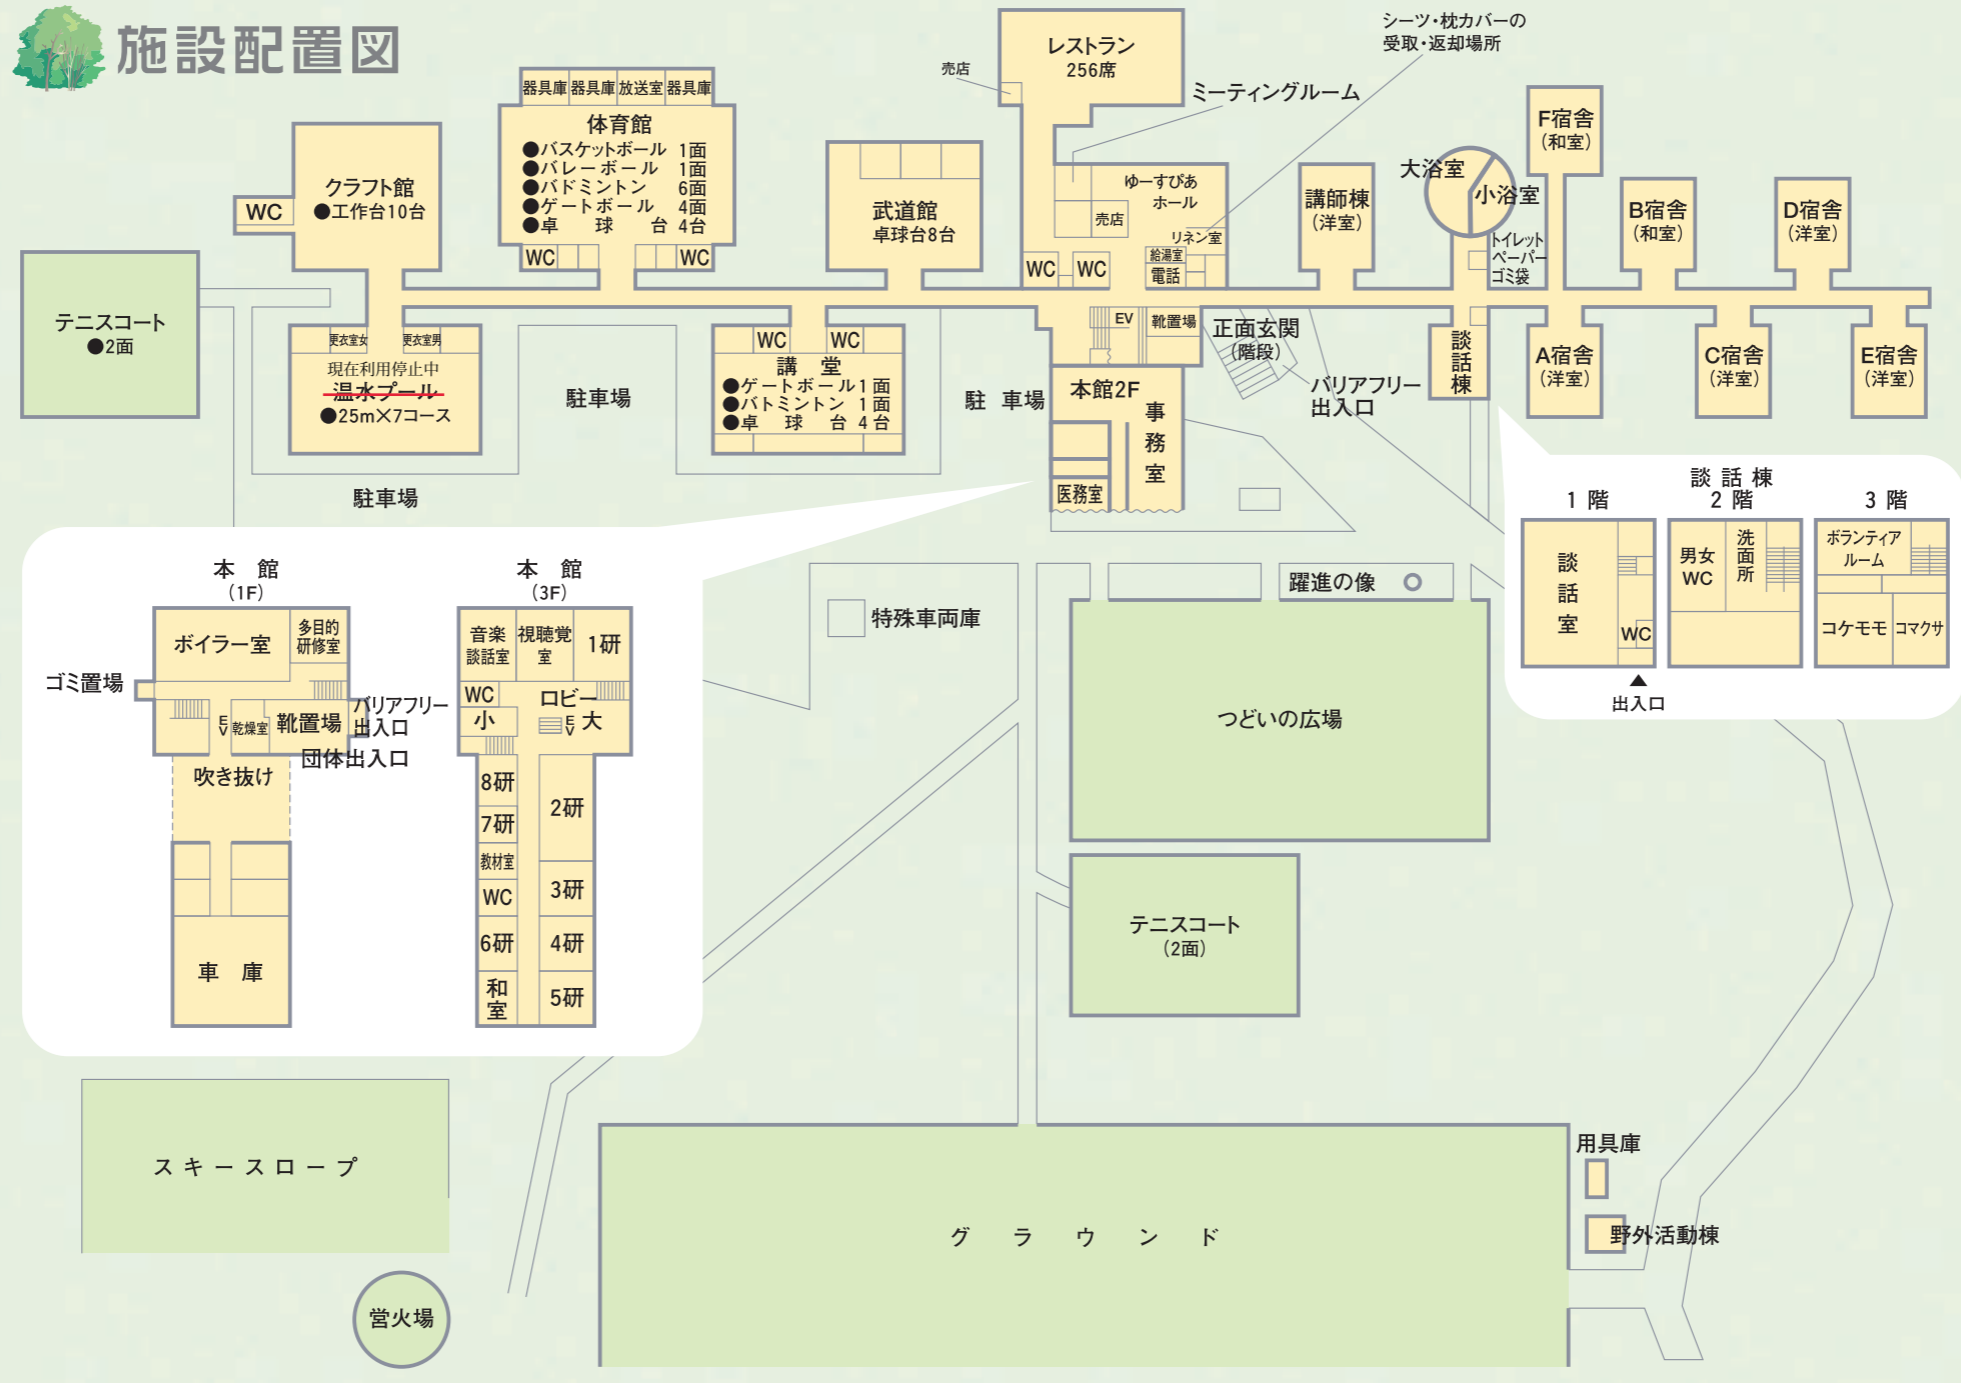 施設配置図
シーツ・枕カバーの
受取・返却場所
レストラン
256席
売店
ミーティングルーム
器具庫
器具庫
放送室
器具庫
体育館
●バスケットボール 1面
●バレーボール 1面
●バドミントン 6面
●ゲートボール 4面
●卓球台 4台
WC
WC
クラフト館
●工作台10台
WC
武道館
卓球台8台
ゆーすぴあ
ホール
売店
リネン室
給湯室
電話
WC
WC
講師棟
(洋室)
大浴室
小浴室
トイレット
ペーパー
ゴミ袋
F宿舎
(和室)
B宿舎
(和室)
D宿舎
(洋室)
テニスコート
●2面
更衣室女
更衣室男
現在利用停止中
温水プール
●25m×7コース
駐車場
WC
WC
講堂
●ゲートボール1面
●バトミントン 1面
●卓球台 4台
駐車場
EV
靴置場
正面玄関
(階段)
バリアフリー
出入口
本館2F
事務室
医務室
談話棟
A宿舎
(洋室)
C宿舎
(洋室)
E宿舎
(洋室)
駐車場
談話棟
1階
2階
3階
談話室
WC
男女
WC
洗面所
ボランティア
ルーム
コケモモ
コマクサ
▲
出入口
本館
(1F)
ボイラー室
多目的
研修室
ゴミ置場
EV
乾燥室
靴置場
バリアフリー
出入口
団体出入口
吹き抜け
車庫
本館
(3F)
音楽
談話室
視聴覚
室
1研
WC
ロビー
小
EV
大
8研
2研
7研
教材室
WC
3研
6研
4研
和室
5研
特殊車両庫
躍進の像
つどいの広場
テニスコート
(2面)
スキースロープ
営火場
グラウンド
用具庫
野外活動棟